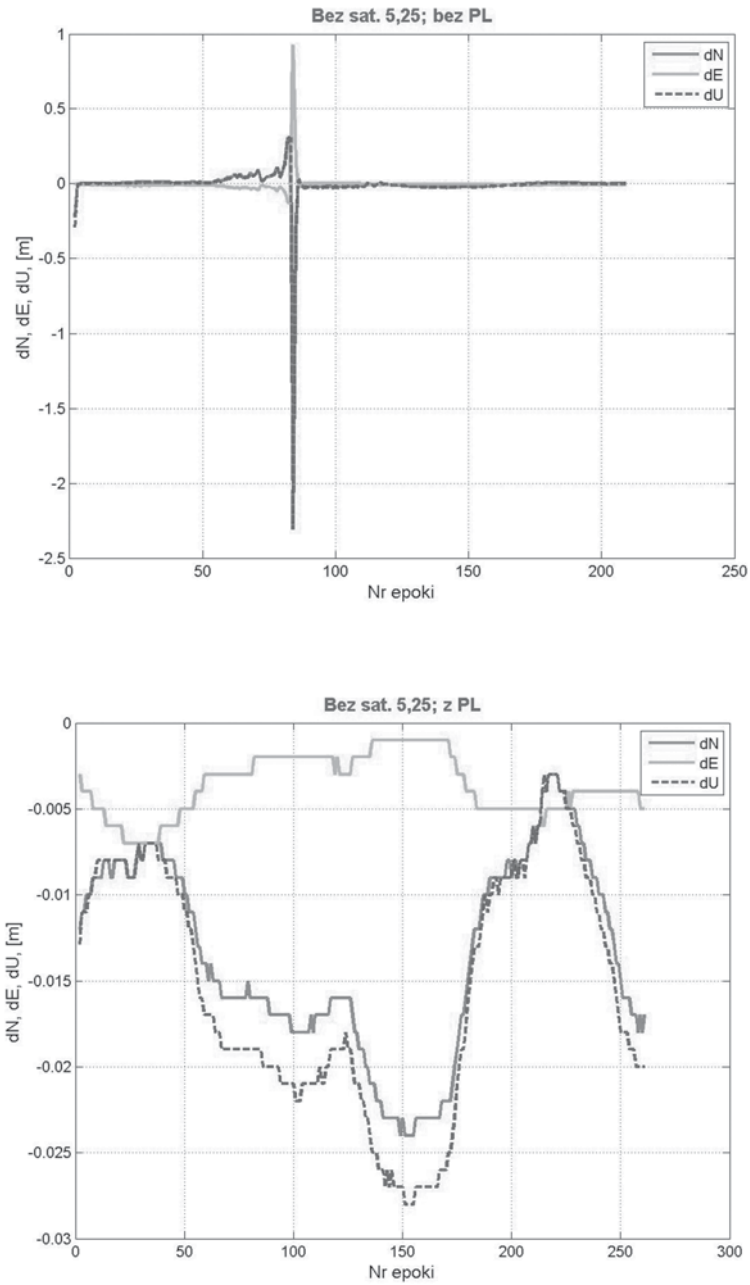 Bez sat. 5,25; bez PL
dN
dE
dU
1
0.5
0
-0.5
-1
-1.5
-2
-2.5
dN, dE, dU, [m]
0 50 100 150 200 250
Nr epoki
Bez sat. 5,25; z PL
dN
dE
dU
0
-0.005
-0.01
-0.015
-0.02
-0.025
-0.03
dN, dE, dU, [m]
0 50 100 150 200 250 300
Nr epoki